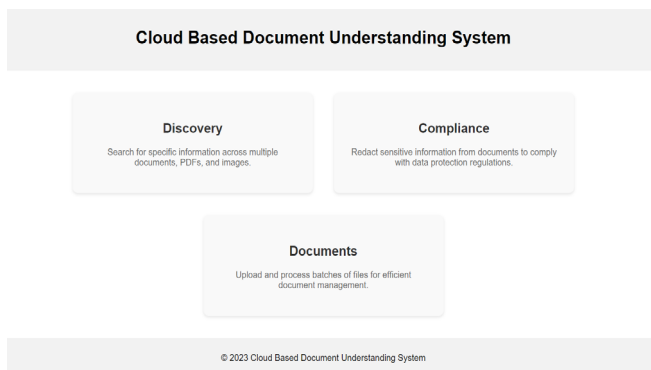 Cloud Based Document Understanding System
Discovery
Search for specific information across multiple
documents, PDFs, and images.
Compliance
Redact sensitive information from documents to comply
with data protection regulations.
Documents
Upload and process batches of files for efficient
document management.
© 2023 Cloud Based Document Understanding System